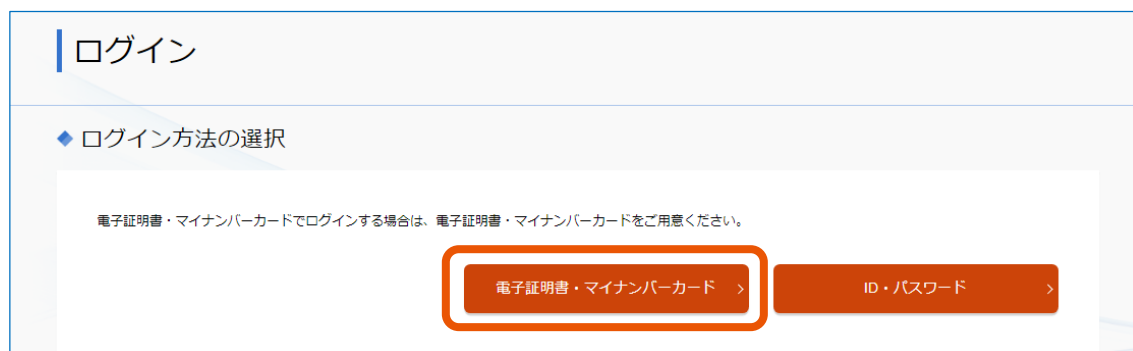 ログイン
ログイン方法の選択
電子証明書・マイナンバーカードでログインする場合は、電子証明書・マイナンバーカードをご用意ください。
電子証明書・マイナンバーカード
ID・パスワード